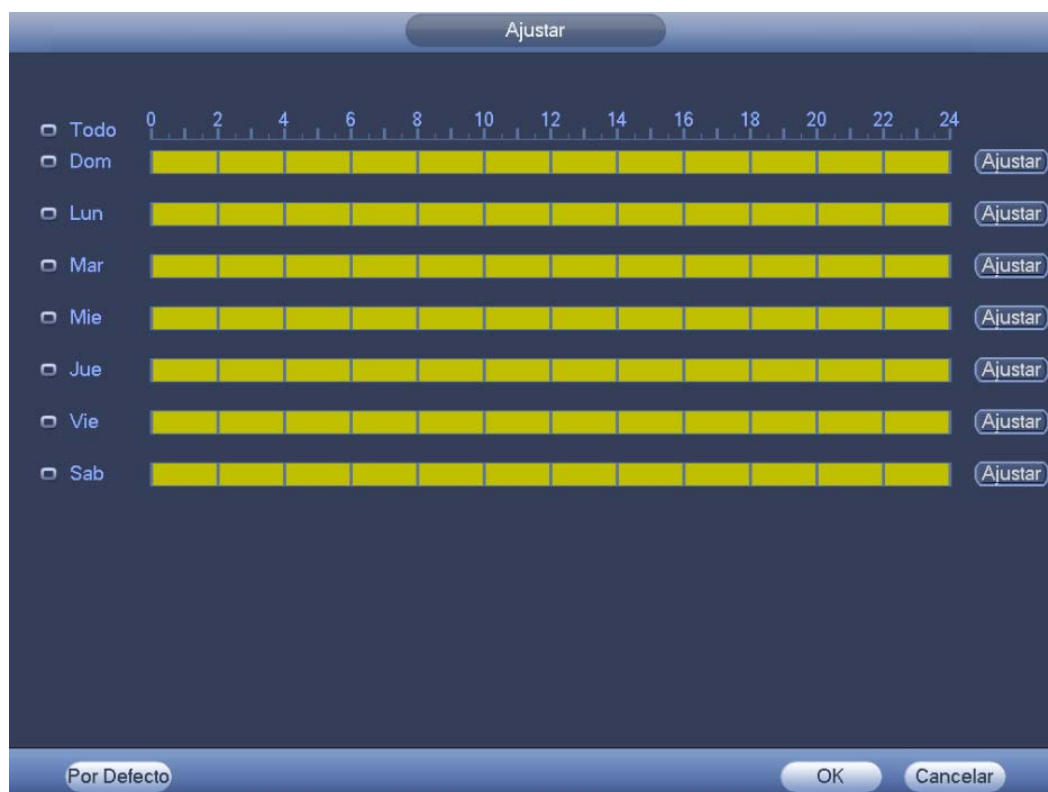 Ajustar
Todo 0 2 4 6 8 10 12 14 16 18 20 22 24
Dom Ajustar
Lun Ajustar
Mar Ajustar
Mie Ajustar
Jue Ajustar
Vie Ajustar
Sab Ajustar
Por Defecto OK Cancelar